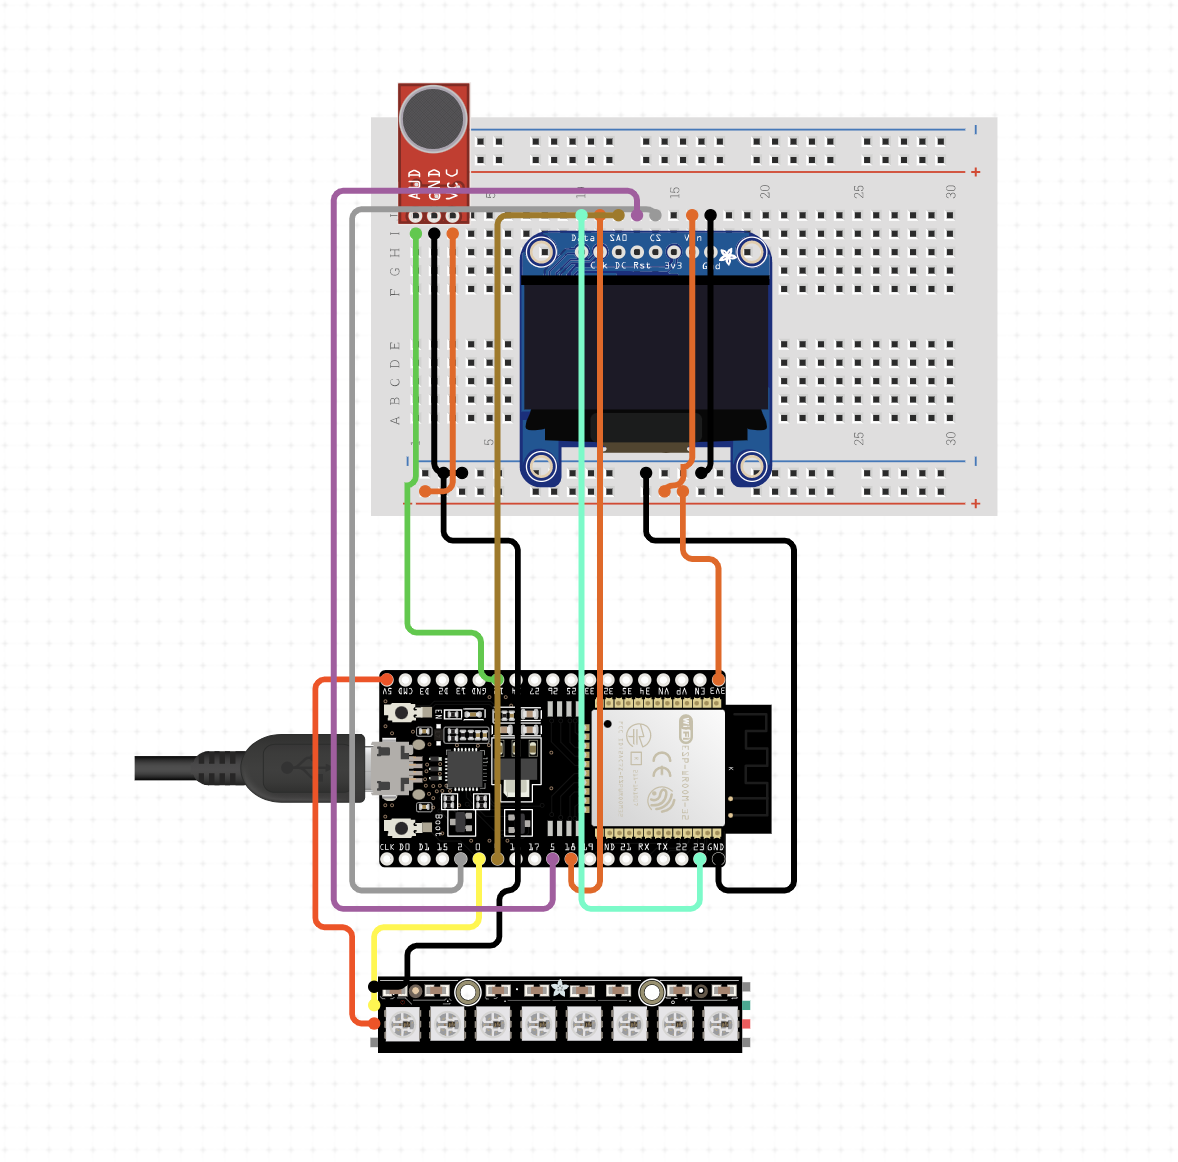 AUD
GND
VCC
5
10
15
20
25
30
J
I
H
G
F
Data SA0 CS Vin
Clk DC Rst 3v3 Gnd
E
D
C
B
A
1
5
25
30
5V CMD D3 D2 13 GND 12 14 27 26 25 33 32 35 34 VN VP EN 3V3
EN
WiFi
ESP-WROOM-32
CE
Boot
CLK D0 D1 15 2 0 17 5 18 19 GND 21 RX TX 22 23 GND